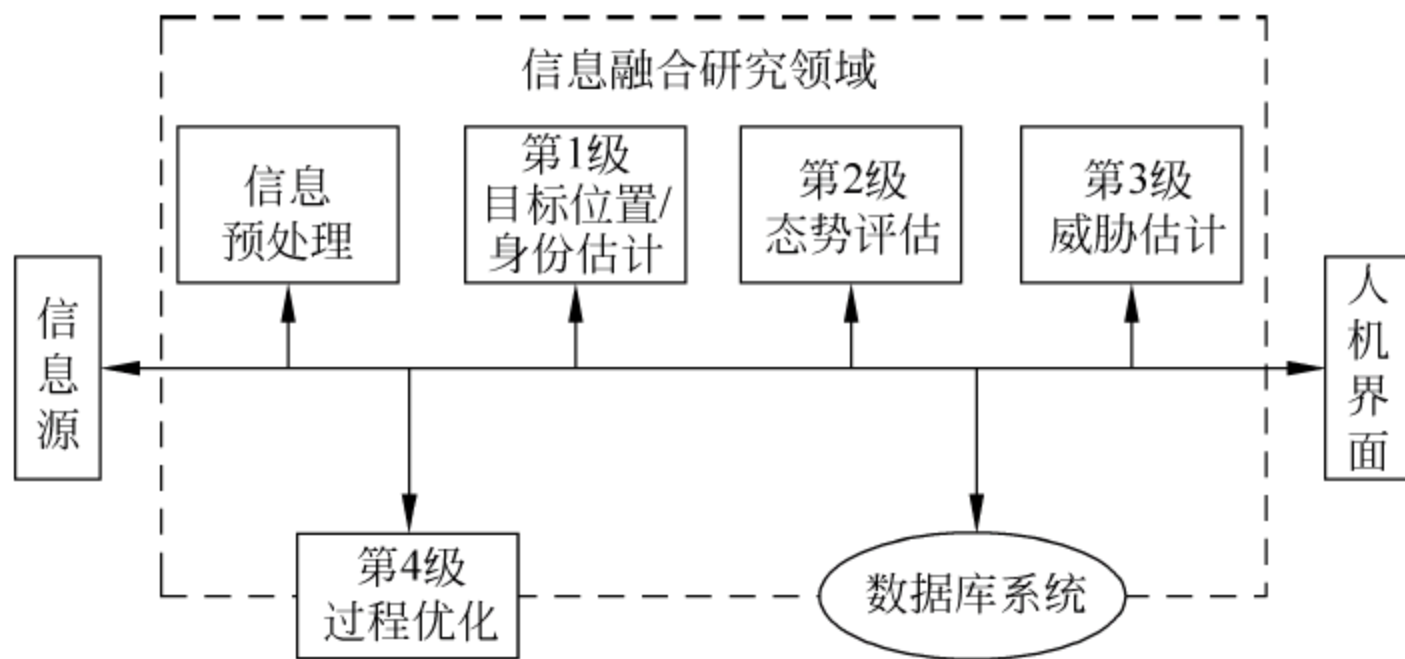 信息融合研究领域
信息
预处理
第1级
目标位置/
身份估计
第2级
态势评估
第3级
威胁估计
信息源
人机界面
第4级
过程优化
数据库系统